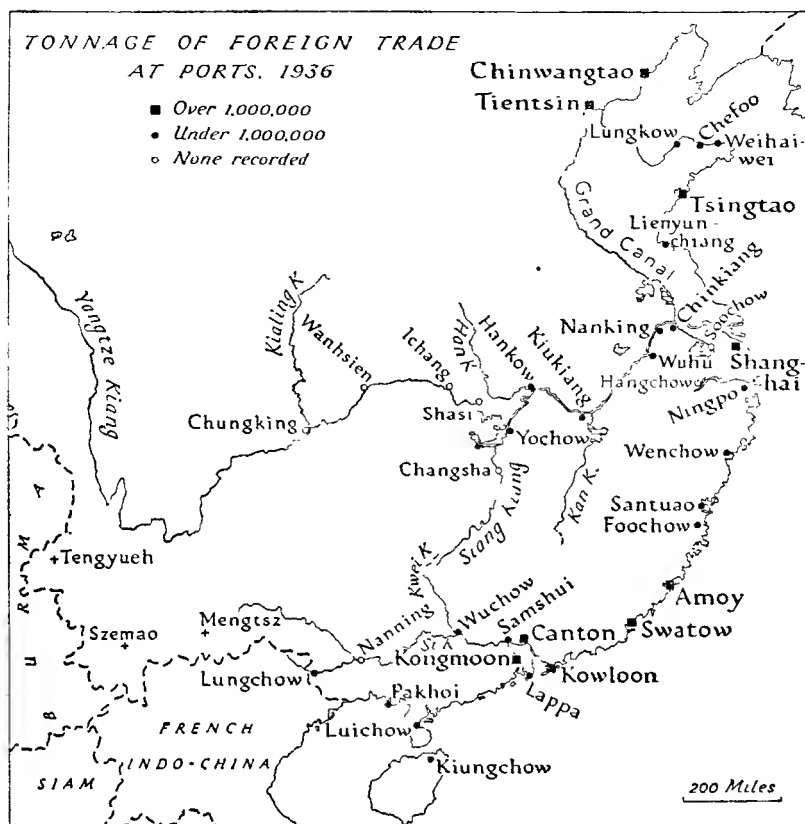 TONNAGE OF FOREIGN TRADE
AT PORTS, 1936
Over 1,000,000
Under 1,000,000
None recorded
Chinwangtao
Tientsin
Lungkow
Chefoo
Weihai-
wei
Tsingtao
Lienyun-
chiang
Grand Canal
Chinkiang
Soochow
Nanking
Wuhu
Shang-
hai
Hangchow
Ningpo
Yangtze Kiang
Kialing K
Wanhsien
Ichang
Han K
Hankow
Kiukiang
Chungking
Shasi
Yochow
Changsha
Siang Kiang
Kan K.
Wenchow
Santuao
Foochow
Amoy
Swatow
BURMA
Tengyueh
Szemao
Mengtsz
Nanning
Kwei K
Wuchow
Samshui
Canton
Si K
Kongmoon
Kowloon
Lappa
Lungchow
Pakhoi
Luichow
Kiungchow
FRENCH
INDO-CHINA
SIAM
200 Miles